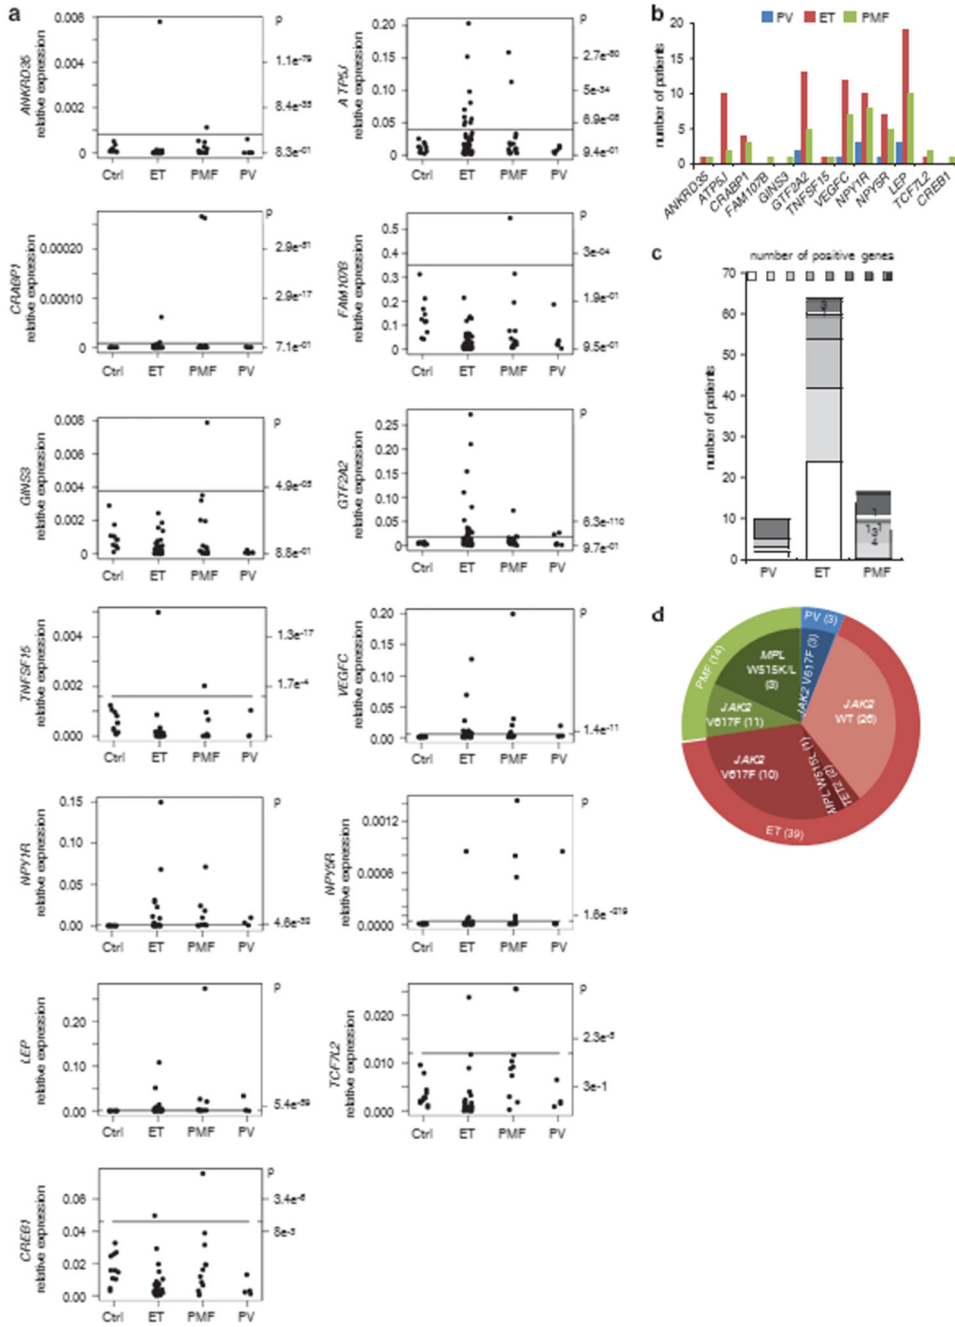 a
ANKRD35
relative expression
0.006
0.004
0.002
0
Ctrl ET PMF PV
p
1.1e-79
8.4e-35
8.3e-01
ATP5J
relative expression
0.20
0.15
0.10
0.05
0
Ctrl ET PMF PV
p
2.7e-80
5e-34
6.9e-08
9.4e-01
CRABP1
relative expression
0.00020
0.00010
0
Ctrl ET PMF PV
p
2.9e-51
2.9e-17
7.1e-01
FAM107B
relative expression
0.5
0.4
0.3
0.2
0.1
0
Ctrl ET PMF PV
p
3e-04
1.9e-01
9.5e-01
GINS3
relative expression
0.008
0.006
0.004
0.002
0
Ctrl ET PMF PV
p
4.9e-05
8.8e-01
GTF2A2
relative expression
0.25
0.20
0.15
0.10
0.05
0
Ctrl ET PMF PV
p
6.3e-110
9.7e-01
TNFSF15
relative expression
0.004
0.002
0.000
Ctrl ET PMF PV
p
1.3e-17
1.7e-4
VEGFC
relative expression
0.20
0.15
0.10
0.05
0.00
Ctrl ET PMF PV
p
1.4e-11
NPY1R
relative expression
0.15
0.10
0.05
0.00
Ctrl ET PMF PV
p
4.6e-32
NPY5R
relative expression
0.0012
0.0006
0.0000
Ctrl ET PMF PV
p
1.6e-219
LEP
relative expression
0.20
0.10
0.00
Ctrl ET PMF PV
p
5.4e-59
TCF7L2
relative expression
0.020
0.010
0.000
Ctrl ET PMF PV
p
2.3e-5
3e-1
CREB1
relative expression
0.06
0.04
0.02
0.00
Ctrl ET PMF PV
p
3.4e-6
8e-3
b
PV ET PMF
number of patients
20
15
10
5
0
ANKRD35
ATP5J
CRABP1
FAM107B
GINS3
GTF2A2
TNFSF15
VEGFC
NPY1R
NPY5R
LEP
TCF7L2
CREB1
c
number of positive genes
number of patients
70
60
50
40
30
20
10
0
PV ET PMF
1
3
4
d
PV (3)
JAK2 V617F (3)
JAK2
WT (26)
TET2 (2)
MPL W515L (1)
JAK2
V617F (10)
ET (39)
JAK2
V617F (11)
MPL
W515K/L
(3)
PMF (14)